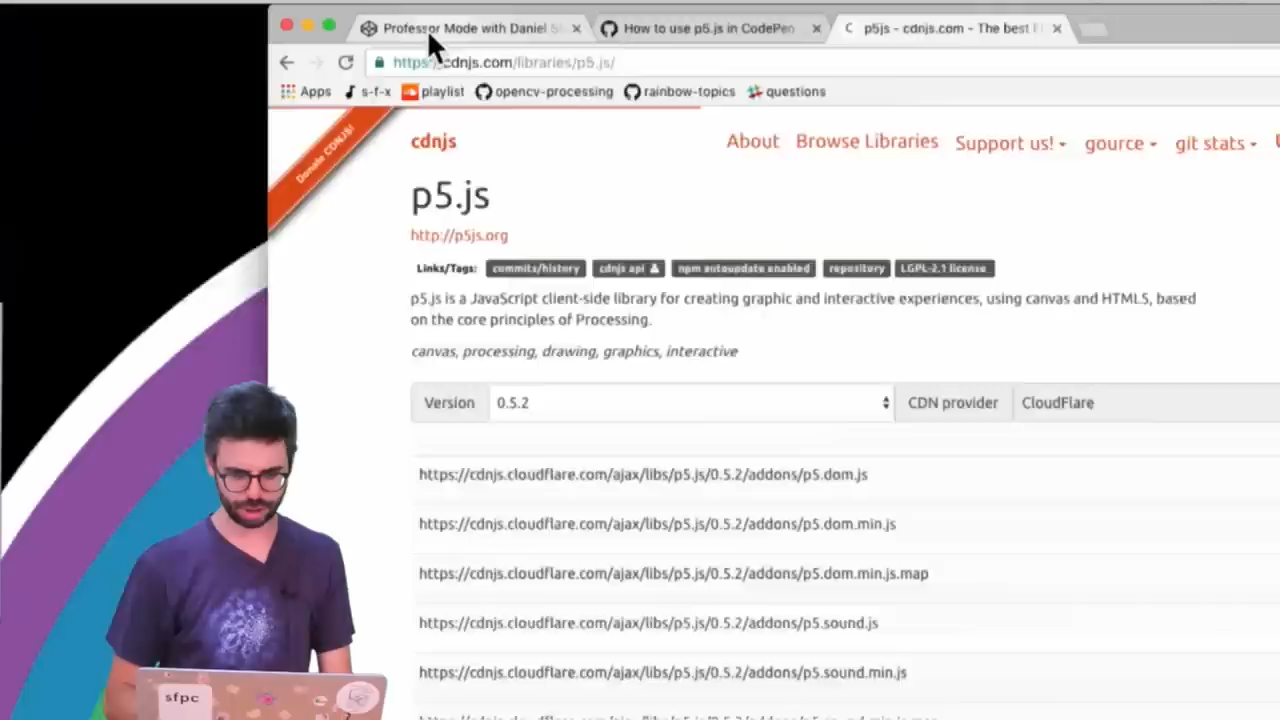 Professor Mode with Daniel
How to use p5.js in CodePen
p5js - cdnjs.com - The best
https://cdnjs.com/libraries/p5.js/
Apps s-f-x playlist opencv-processing rainbow-topics questions
Donate CDNJS!
cdnjs About Browse Libraries Support us! gource git stats
p5.js
http://p5js.org
Links/Tags: commits/history cdnjs api npm autoupdate enabled repository LGPL-2.1 license
p5.js is a JavaScript client-side library for creating graphic and interactive experiences, using canvas and HTML5, based
on the core principles of Processing.
canvas, processing, drawing, graphics, interactive
Version 0.5.2 CDN provider CloudFlare
https://cdnjs.cloudflare.com/ajax/libs/p5.js/0.5.2/addons/p5.dom.js
https://cdnjs.cloudflare.com/ajax/libs/p5.js/0.5.2/addons/p5.dom.min.js
https://cdnjs.cloudflare.com/ajax/libs/p5.js/0.5.2/addons/p5.dom.min.js.map
https://cdnjs.cloudflare.com/ajax/libs/p5.js/0.5.2/addons/p5.sound.js
https://cdnjs.cloudflare.com/ajax/libs/p5.js/0.5.2/addons/p5.sound.min.js
sfpc